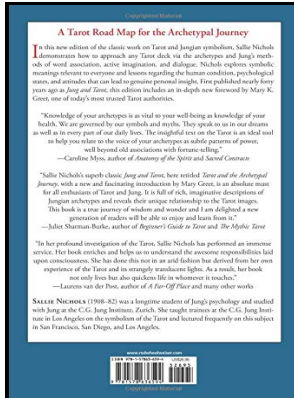 A Tarot Road Map for the Archetypal Journey
In this new edition of the classic work on Tarot and Jungian symbolism, Sallie Nichols
demonstrates how to approach any Tarot deck via the archetypes and Jung's meth-
ods of word association, active imagination, and dialogue. Nichols explores symbolic
meanings relevant to everyone and lessons regarding the human condition, psychological
states, and attitudes that can lead to genuine personal insight. First published nearly forty
years ago as Jung and Tarot, this edition includes an in-depth new foreword by Mary K.
Greer, one of today's most trusted Tarot authorities.
"Knowledge of your archetypes is as vital to your well-being as knowledge of your
health. We are governed by our symbols and myths. They speak to us in our dreams
as well as in every part of our daily lives. The insightful text on the Tarot is an ideal tool
to help you relate to the voice of your archetypes as subtle patterns of power,
well beyond old associations with fortune-telling."
—Caroline Myss, author of Anatomy of the Spirit and Sacred Contracts
"Sallie Nichols's superb classic Jung and Tarot, here retitled Tarot and the Archetypal
Journey, with a new and fascinating introduction by Mary Greer, is an absolute must
for all enthusiasts of Tarot and Jung. It is full of rich, imaginative descriptions of
Jungian archetypes and reveals their unique relationship to the Tarot images.
This book is a true journey of wisdom and wonder and I am delighted a new
generation of readers will be able to enjoy and learn from it."
—Juliet Sharman-Burke, author of Beginner's Guide to Tarot and The Mythic Tarot
"In her profound investigation of the Tarot, Sallie Nichols has performed an immense
service. Her book enriches and helps us to understand the awesome responsibilities laid
upon consciousness. She has done this not in an arid fashion but derived from her own
experience of the Tarot and its strangely translucent lights. As a result, her book
not only lives but also quickens life in whomever it touches."
—Laurens van der Post, author of A Far-Off Place and many other works
SALLIE NICHOLS (1908–82) was a longtime student of Jung's psychology and studied
with Jung at the C.G. Jung Institute, Zurich. She taught trainees at the C.G. Jung Insti-
tute in Los Angeles on the symbolism of the Tarot and lectured frequently on this subject
in San Francisco, San Diego, and Los Angeles.
www.redwheelweiser.com